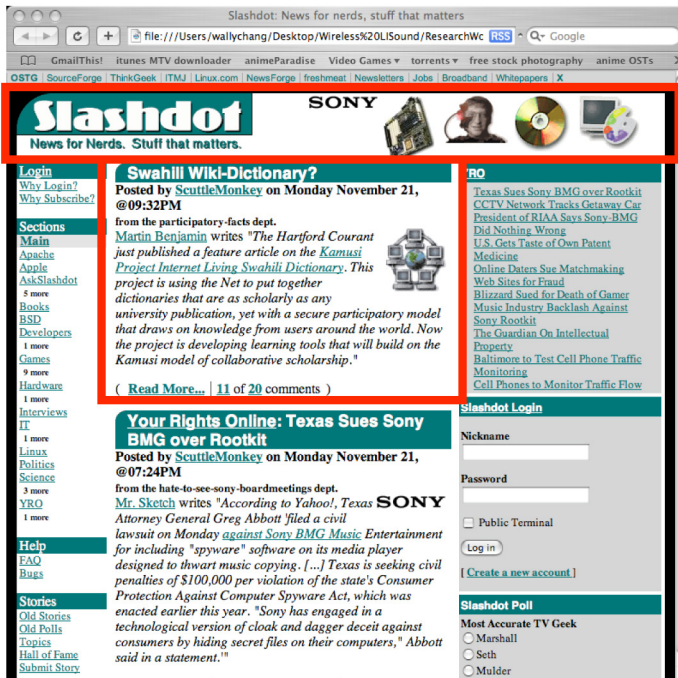 Slashdot: News for nerds, stuff that matters
file:///Users/wallychang/Desktop/Wireless%20LISound/ResearchWo RSS Google
GmailThis! itunes MTV downloader animeParadise Video Games torrents free stock photography anime OSTs
OSTG SourceForge ThinkGeek ITMJ Linux.com NewsForge freshmeat Newsletters Jobs Broadband Whitepapers X
Slashdot
News for Nerds. Stuff that matters.
SONY
Login
Why Login?
Why Subscribe?
Sections
Main
Apache
Apple
AskSlashdot
5 more
Books
BSD
Developers
1 more
Games
9 more
Hardware
1 more
Interviews
IT
1 more
Linux
Politics
Science
3 more
YRO
1 more
Help
FAQ
Bugs
Stories
Old Stories
Old Polls
Topics
Hall of Fame
Submit Story
Swahili Wiki-Dictionary?
Posted by ScuttleMonkey on Monday November 21,
@09:32PM
from the participatory-facts dept.
Martin Benjamin writes "The Hartford Courant
just published a feature article on the Kamusi
Project Internet Living Swahili Dictionary. This
project is using the Net to put together
dictionaries that are as scholarly as any
university publication, yet with a secure participatory model
that draws on knowledge from users around the world. Now
the project is developing learning tools that will build on the
Kamusi model of collaborative scholarship."
( Read More... | 11 of 20 comments )
Your Rights Online: Texas Sues Sony
BMG over Rootkit
Posted by ScuttleMonkey on Monday November 21,
@07:24PM
from the hate-to-see-sony-boardmeetings dept.
Mr. Sketch writes "According to Yahoo!, Texas SONY
Attorney General Greg Abbott 'filed a civil
lawsuit on Monday against Sony BMG Music Entertainment
for including "spyware" software on its media player
designed to thwart music copying. [...] Texas is seeking civil
penalties of $100,000 per violation of the state's Consumer
Protection Against Computer Spyware Act, which was
enacted earlier this year. "Sony has engaged in a
technological version of cloak and dagger deceit against
consumers by hiding secret files on their computers," Abbott
said in a statement.'"
YRO
Texas Sues Sony BMG over Rootkit
CCTV Network Tracks Getaway Car
President of RIAA Says Sony-BMG
Did Nothing Wrong
U.S. Gets Taste of Own Patent
Medicine
Online Daters Sue Matchmaking
Web Sites for Fraud
Blizzard Sued for Death of Gamer
Music Industry Backlash Against
Sony Rootkit
The Guardian On Intellectual
Property
Baltimore to Test Cell Phone Traffic
Monitoring
Cell Phones to Monitor Traffic Flow
Slashdot Login
Nickname
Password
Public Terminal
Log in
[ Create a new account ]
Slashdot Poll
Most Accurate TV Geek
Marshall
Seth
Mulder